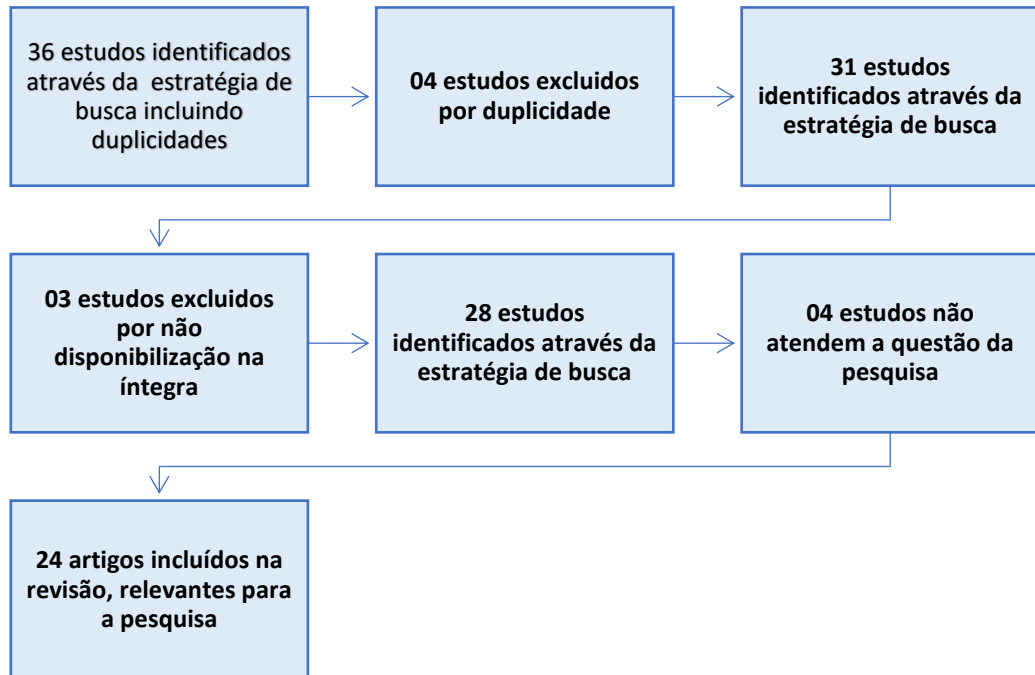 36 estudos identificados
através da estratégia de
busca incluindo
duplicidades
04 estudos excluidos
por duplicidade
31 estudos
identificados através da
estratégia de busca
03 estudos excluidos
por não
disponibilização na
íntegra
28 estudos
identificados através da
estratégia de busca
04 estudos não
atendem a questão da
pesquisa
24 artigos incluídos na
revisão, relevantes para
a pesquisa